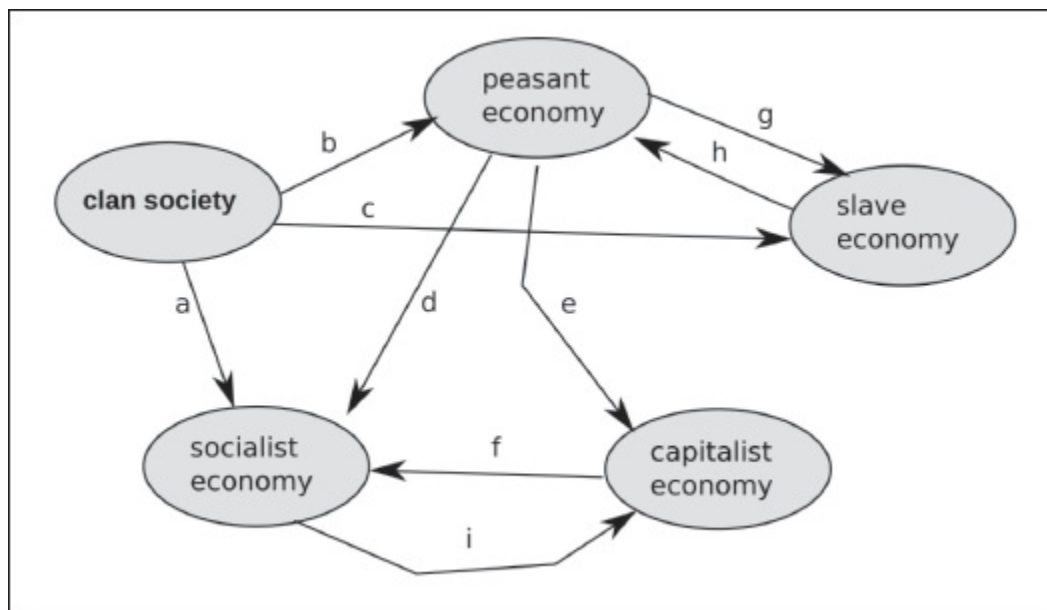 peasant
economy
g
b
h
clan society
c
slave
economy
a
d
e
socialist
economy
f
capitalist
economy
i